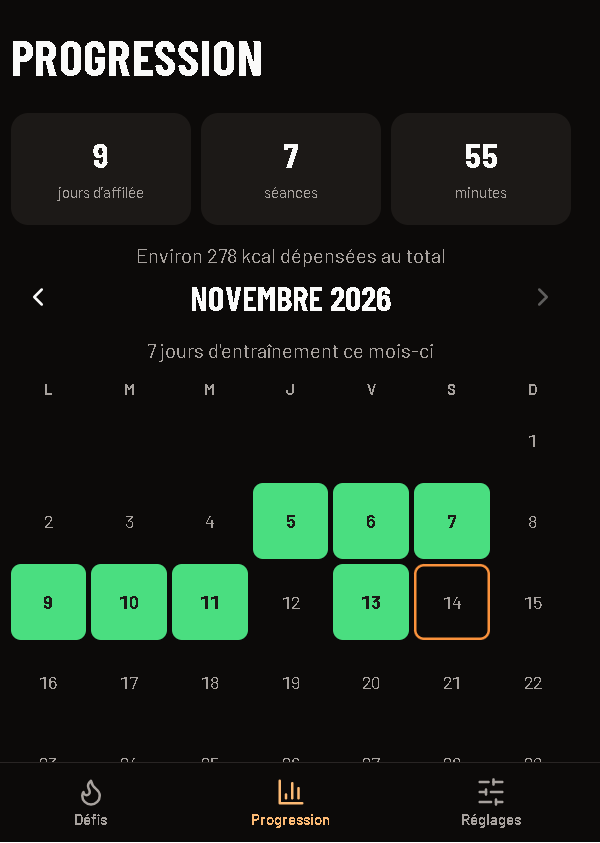 PROGRESSION
9 7 55
jours d'affilée séances minutes
Environ 278 kcal dépensées au total
NOVEMBRE 2026
7 jours d'entraînement ce mois-ci
L M M J V S D
1
2 3 4 5 6 7 8
9 10 11 12 13 14 15
16 17 18 19 20 21 22
Défis Progression Réglages